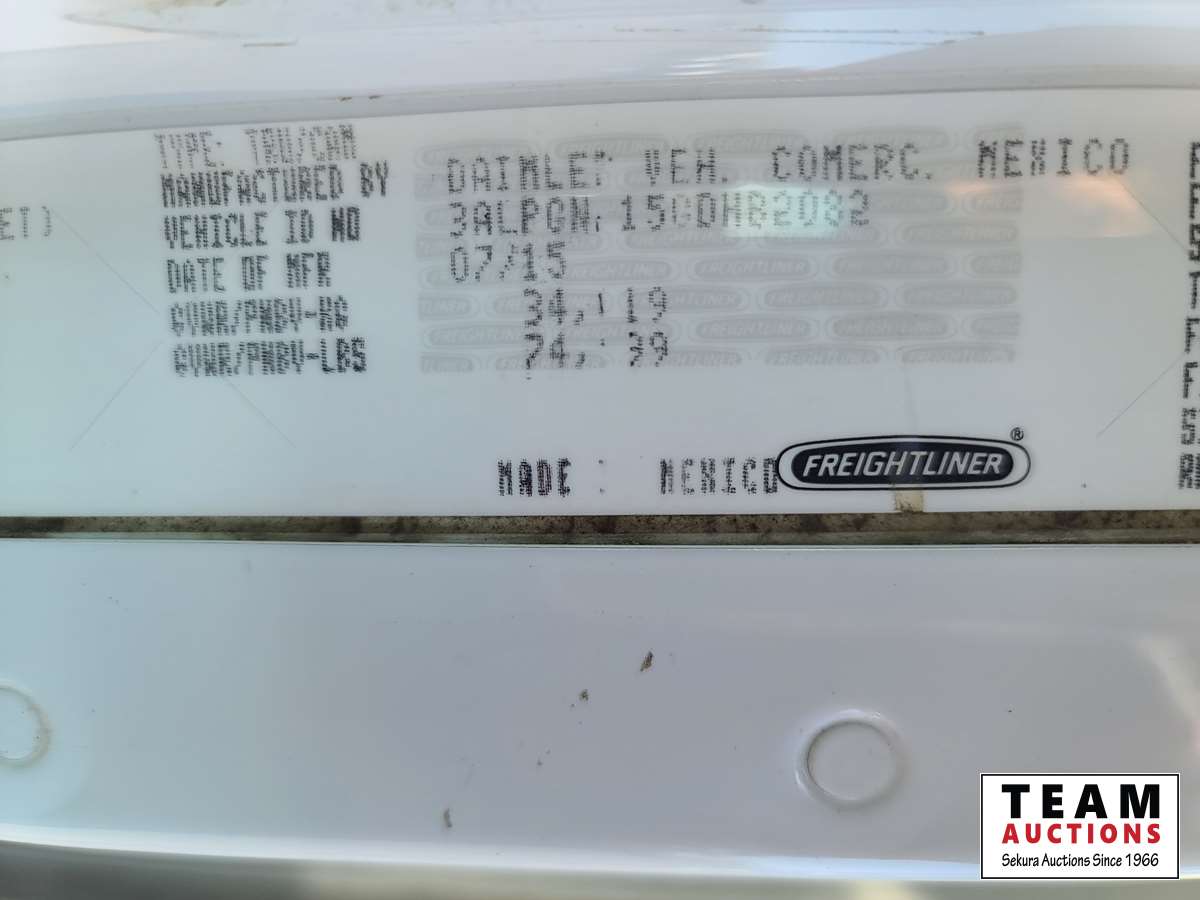 TYPE: TRU/CAM
MANUFACTURED BY DAIMLER VEH. COMERC. MEXICO
ET) VEHICLE ID NO
DATE OF MFR 07/15
GVWR/PNBV-KG
GVWR/PNBV-LBS
MADE : MEXICO FREIGHTLINER ®
TEAM
AUCTIONS
Sekura Auctions Since 1966